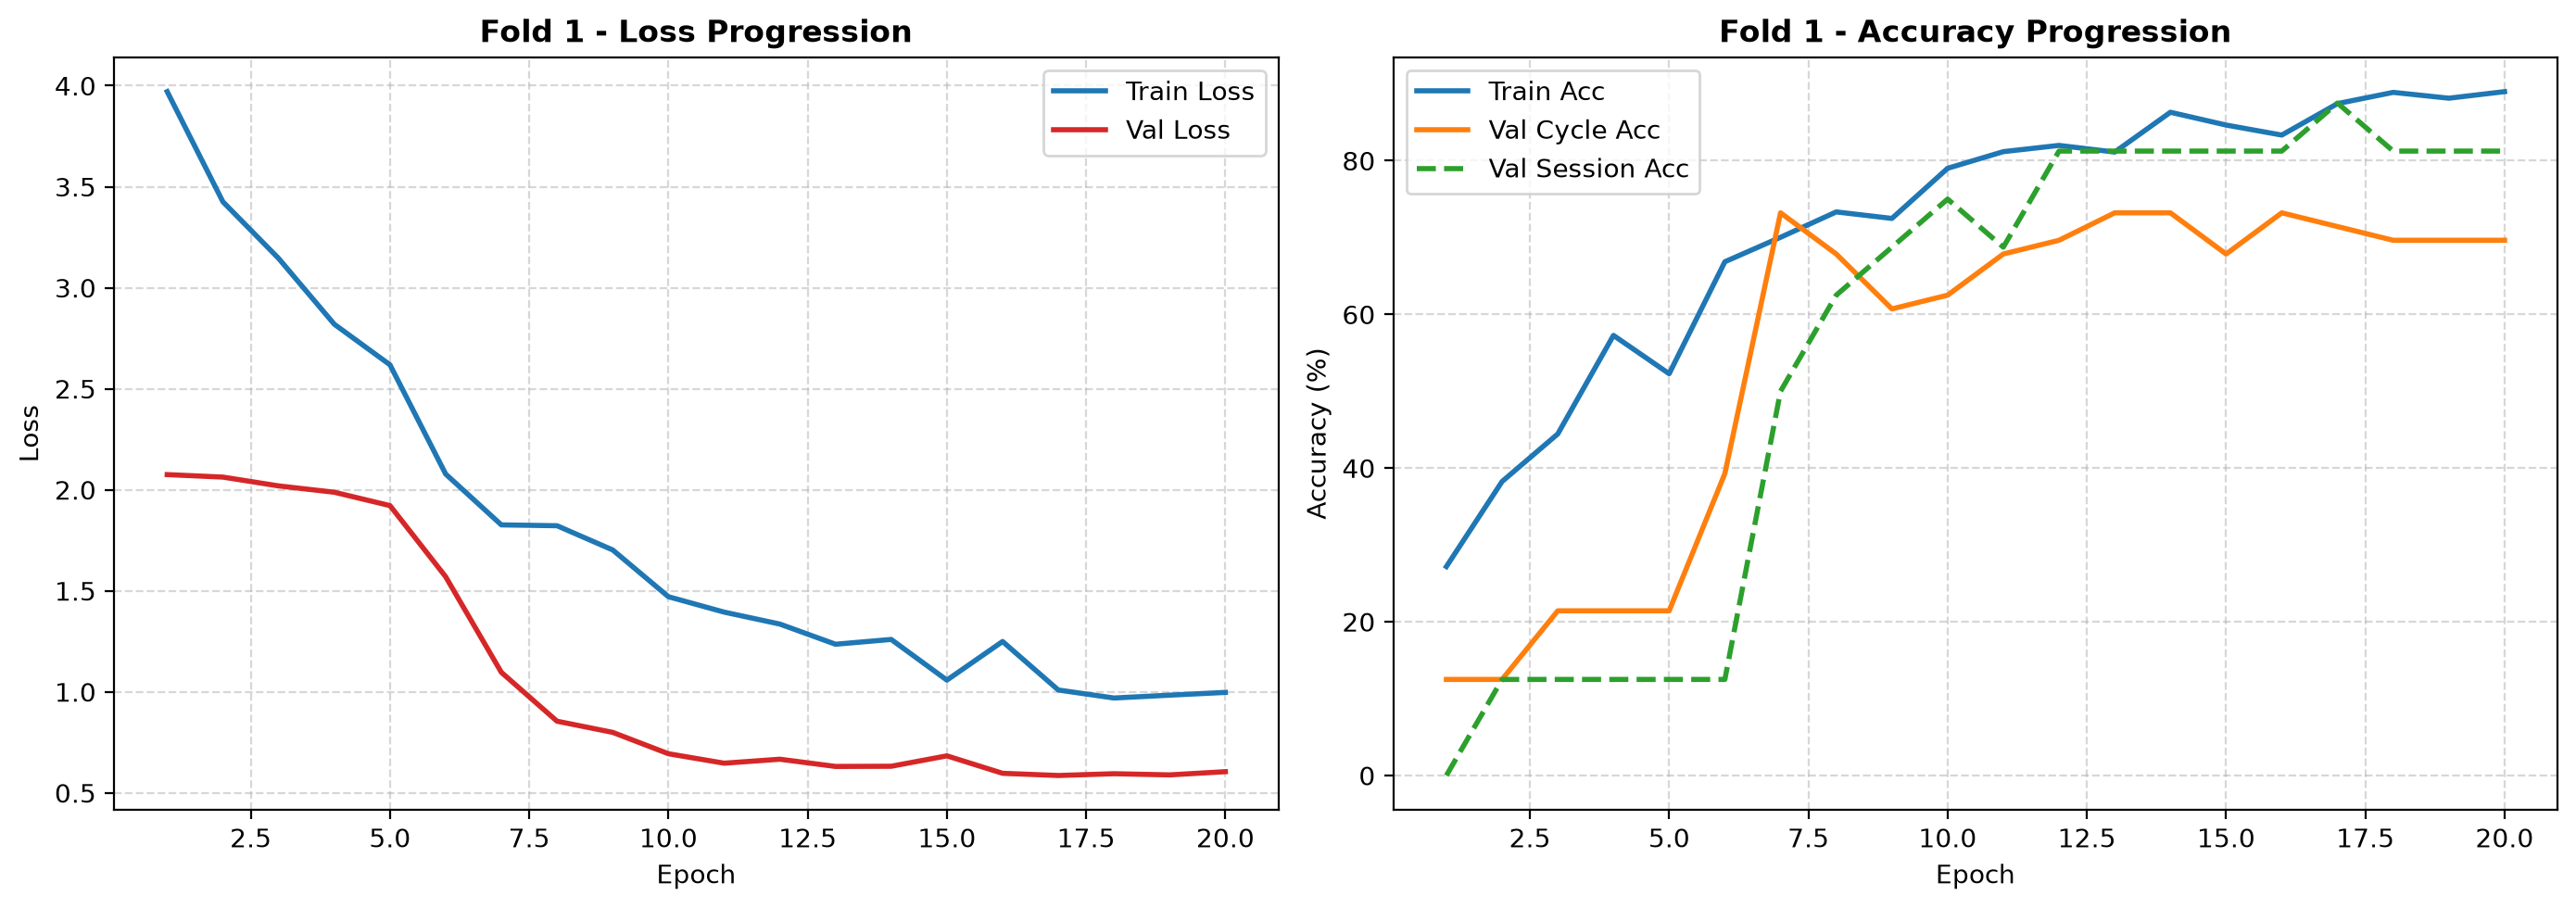 Fold 1 - Loss Progression
Train Loss
Val Loss
4.0
3.5
3.0
2.5
2.0
1.5
1.0
0.5
Loss
2.5 5.0 7.5 10.0 12.5 15.0 17.5 20.0
Epoch
Fold 1 - Accuracy Progression
Train Acc
Val Cycle Acc
Val Session Acc
80
60
40
20
0
Accuracy (%)
2.5 5.0 7.5 10.0 12.5 15.0 17.5 20.0
Epoch